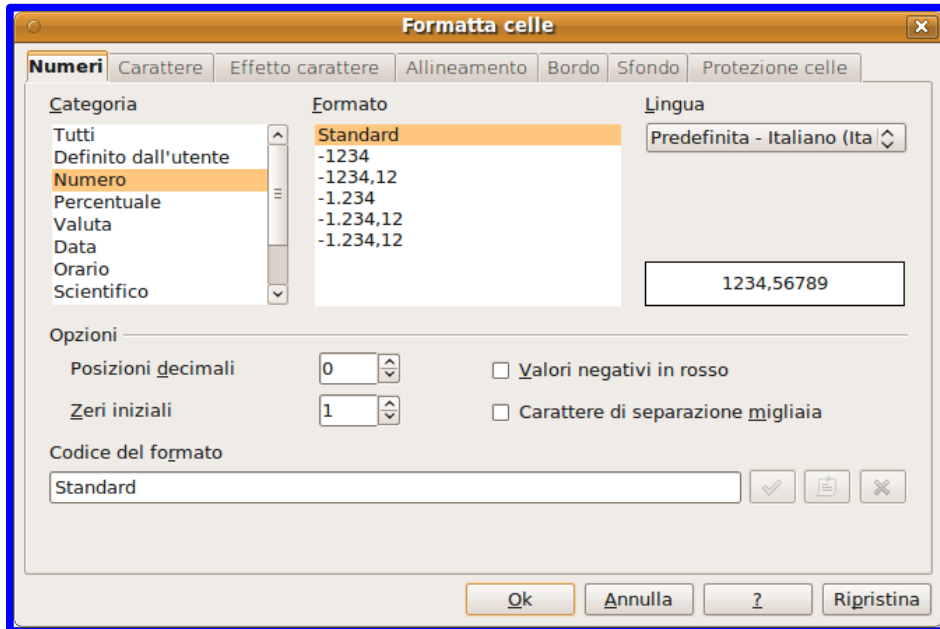 Formatta celle
Numeri Carattere Effetto carattere Allineamento Bordo Sfondo Protezione celle
Categoria
Tutti
Definito dall'utente
Numero
Percentuale
Valuta
Data
Orario
Scientifico
Formato
Standard
-1234
-1234,12
-1.234
-1.234,12
-1.234,12
Lingua
Predefinita - Italiano (Ita
1234,56789
Opzioni
Posizioni decimali 0
Valori negativi in rosso
Zeri iniziali 1
Carattere di separazione migliaia
Codice del formato
Standard
Ok Annulla ? Ripristina